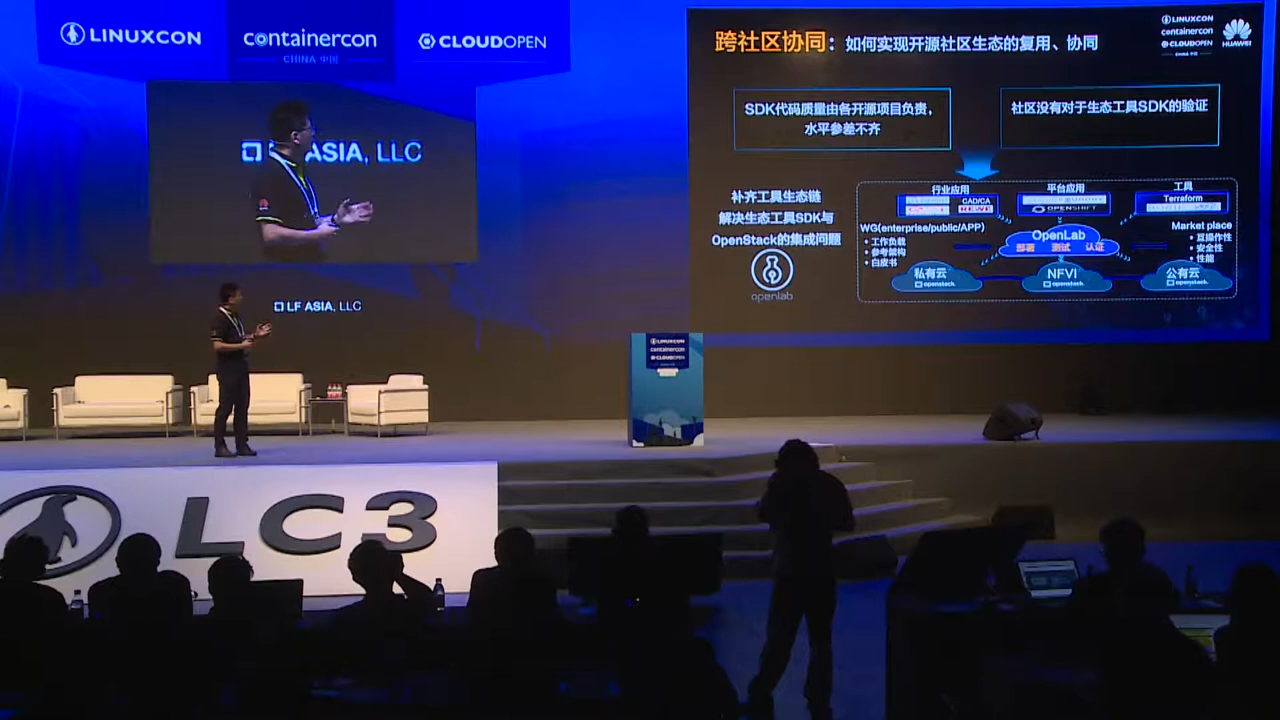 LINUXCON
containercon
CHINA 中国
CLOUDOPEN
LF ASIA, LLC
LF ASIA, LLC
跨社区协同：如何实现开源社区生态的复用、协同
LINUXCON
containercon
CLOUDOPEN
CHINA 中国
HUAWEI
SDK代码质量由各开源项目负责，
水平参差不齐
社区没有对于生态工具SDK的验证
补齐工具生态链
解决生态工具SDK与
OpenStack的集成问题
openlab
行业应用
CAD/CA
REWE
平台应用
OPENSHIFT
工具
Terraform
WG(enterprise/public/APP)
• 工作负载
• 参考架构
• 白皮书
OpenLab
部署 测试 认证
Market place
• 互操作性
• 安全性
• 性能
私有云
openstack.
NFVI
openstack.
公有云
openstack.
LINUXCON
containercon
CLOUDOPEN
LC3